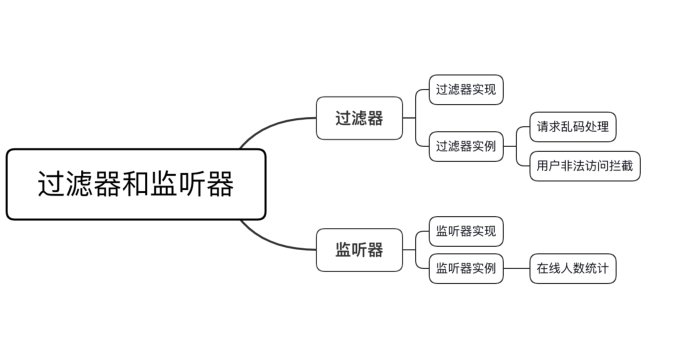 过滤器和监听器
过滤器
过滤器实现
过滤器实例
请求乱码处理
用户非法访问拦截
监听器
监听器实现
监听器实例
在线人数统计